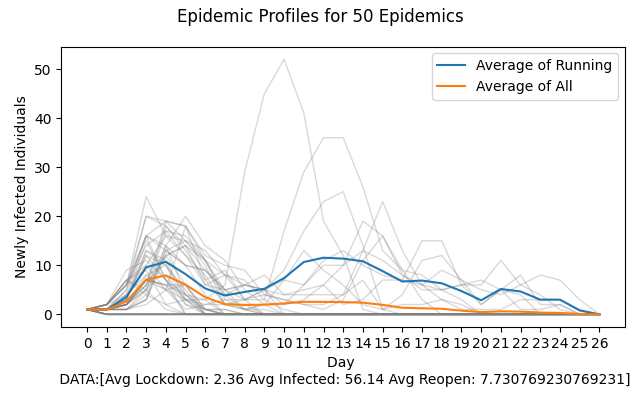 Epidemic Profiles for 50 Epidemics
Average of Running
Average of All
Newly Infected Individuals
50
40
30
20
10
0
0 1 2 3 4 5 6 7 8 9 10 11 12 13 14 15 16 17 18 19 20 21 22 23 24 25 26
Day
DATA:[Avg Lockdown: 2.36 Avg Infected: 56.14 Avg Reopen: 7.730769230769231]